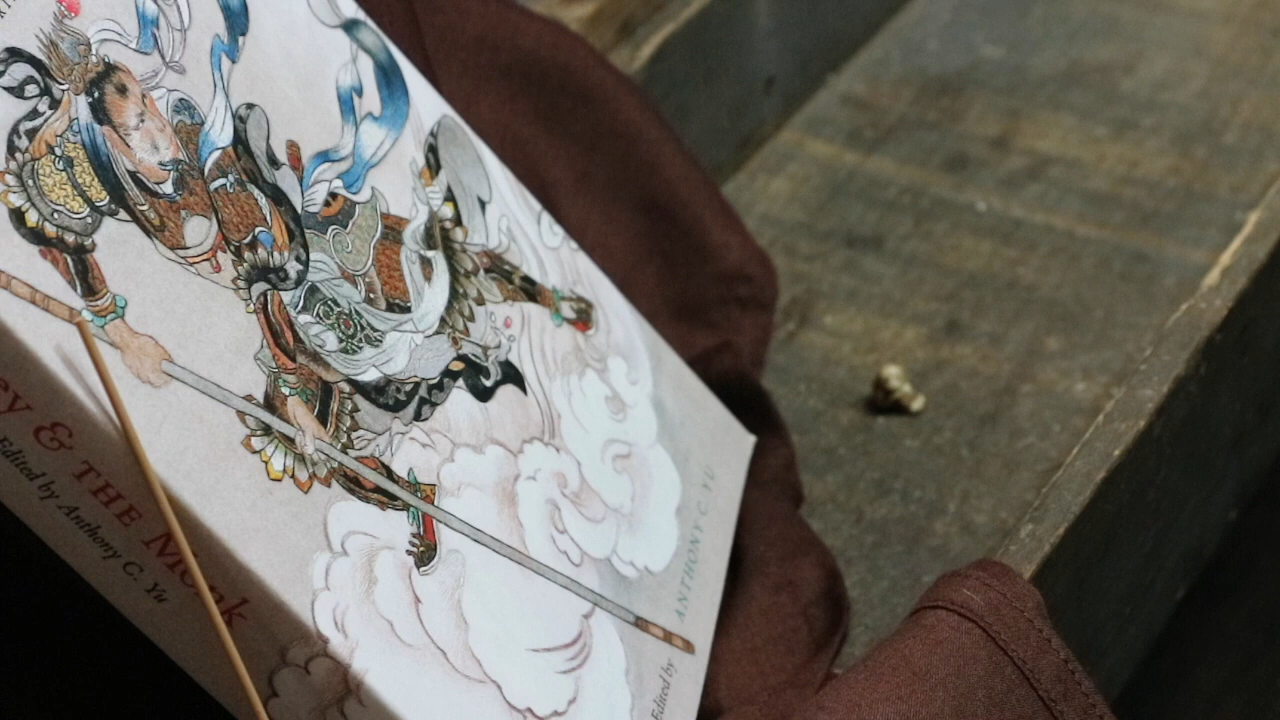 ey & THE Monk
Edited by Anthony C. Yu
Edited by
ANTHONY C. YU